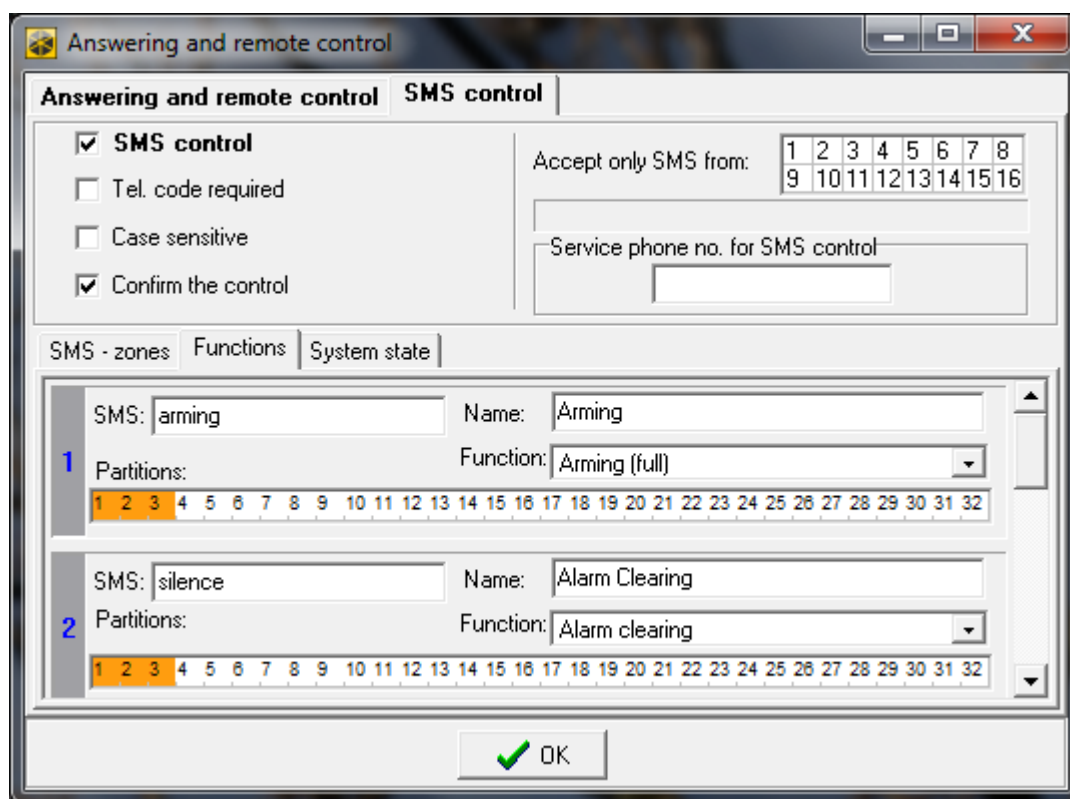 Answering and remote control
Answering and remote control SMS control
SMS control
Tel. code required
Case sensitive
Confirm the control
Accept only SMS from:
1 2 3 4 5 6 7 8
9 10 11 12 13 14 15 16
Service phone no. for SMS control
SMS - zones Functions System state
1
SMS: arming Name: Arming
Partitions: Function: Arming (full)
1 2 3 4 5 6 7 8 9 10 11 12 13 14 15 16 17 18 19 20 21 22 23 24 25 26 27 28 29 30 31 32
2
SMS: silence Name: Alarm Clearing
Partitions: Function: Alarm clearing
1 2 3 4 5 6 7 8 9 10 11 12 13 14 15 16 17 18 19 20 21 22 23 24 25 26 27 28 29 30 31 32
OK